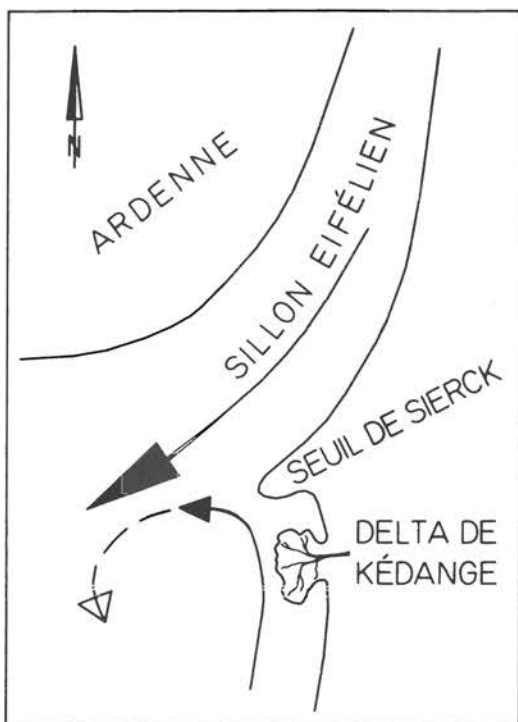 N
ARDENNE
SILLON EIFÉLIEN
SEUIL DE SIERCK
DELTA DE
KÉDANGE